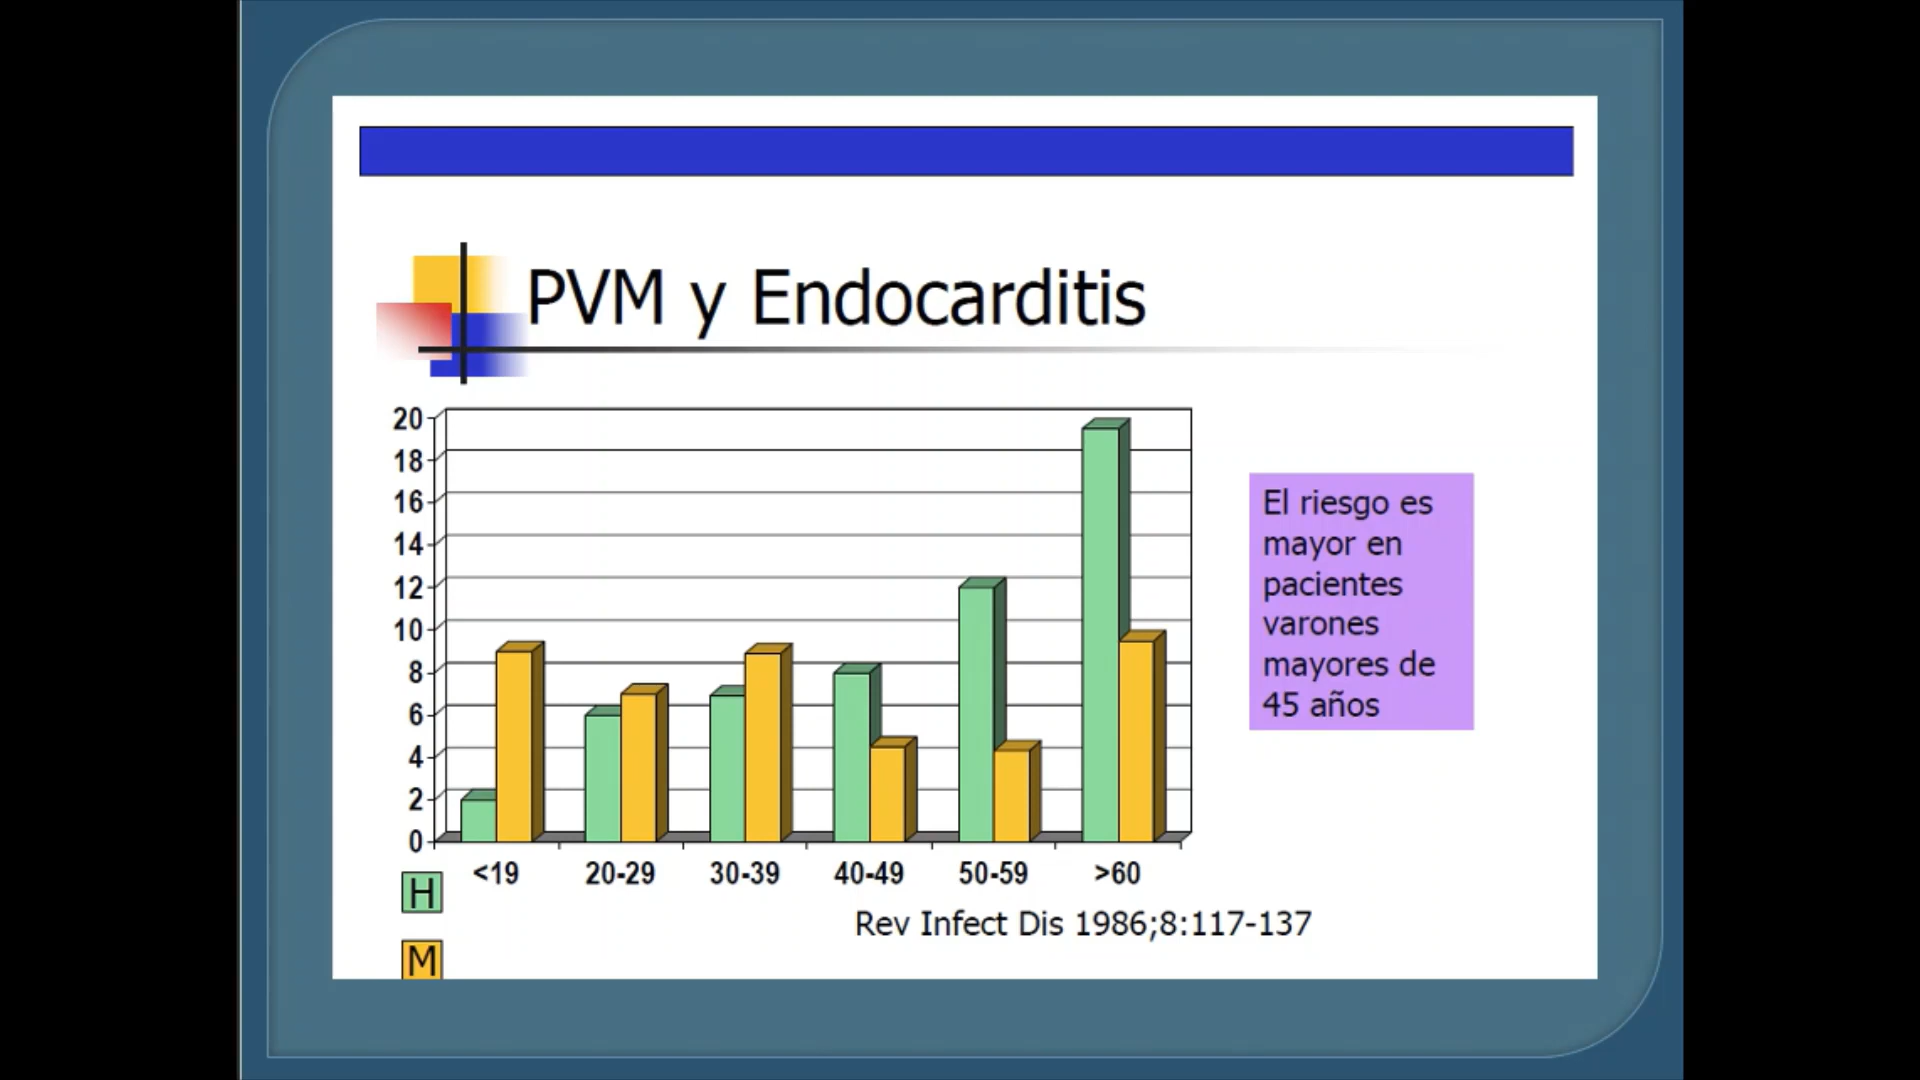 PVM y Endocarditis
20
18
16
14
12
10
8
6
4
2
0
<19 20-29 30-39 40-49 50-59 >60
H
M
El riesgo es
mayor en
pacientes
varones
mayores de
45 años
Rev Infect Dis 1986;8:117-137